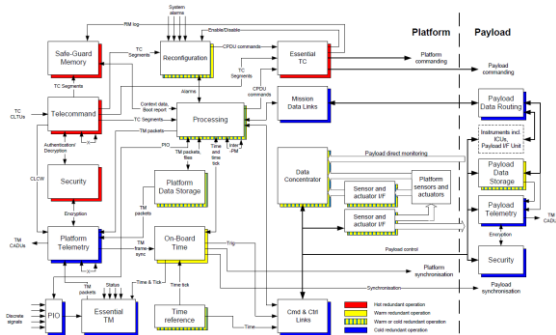 System
alarms
RM log
Enable/Disable
Platform
Payload
Safe-Guard
Memory
TC
Segments
Reconfiguration
CPDU commands
Essential
TC
Platform
commanding
TC Segments
TC
Segments
CPDU
commands
Payload
commanding
TC
CLTUs
Telecommand
Context data,
Boot report
Alarms
Processing
Mission
Data Links
Payload
Data Routing
TM packets
Authentication/
Decryption
PIO
TM packets,
files
Time and
time tick
Inter
-PM
Instruments incl.
ICUs,
Payload I/F Unit
Payload direct monitoring
CLCW
Security
Platform
Data Storage
Data
Concentrator
Sensor and
actuator I/F
Platform
sensors and
actuators
Payload
Data
Storage
Encryption
TM
packets
Sensor and
actuator I/F
Payload
Telemetry
TM
CADUs
TM
CADUs
Platform
Telemetry
TM
frame
sync
On-Board
Time
Trig
Payload control
Encryption
Security
Platform
synchronisation
Synchronisation
Payload
synchronisation
TM
packets
Status
Time & Tick
Time tick
Discrete
signals
PIO
Essential
TM
Time
reference
Time
Cmd & Ctrl
Links
Hot redundant operation
Warm redundant operation
Warm or cold redundant operation
Cold redundant operation